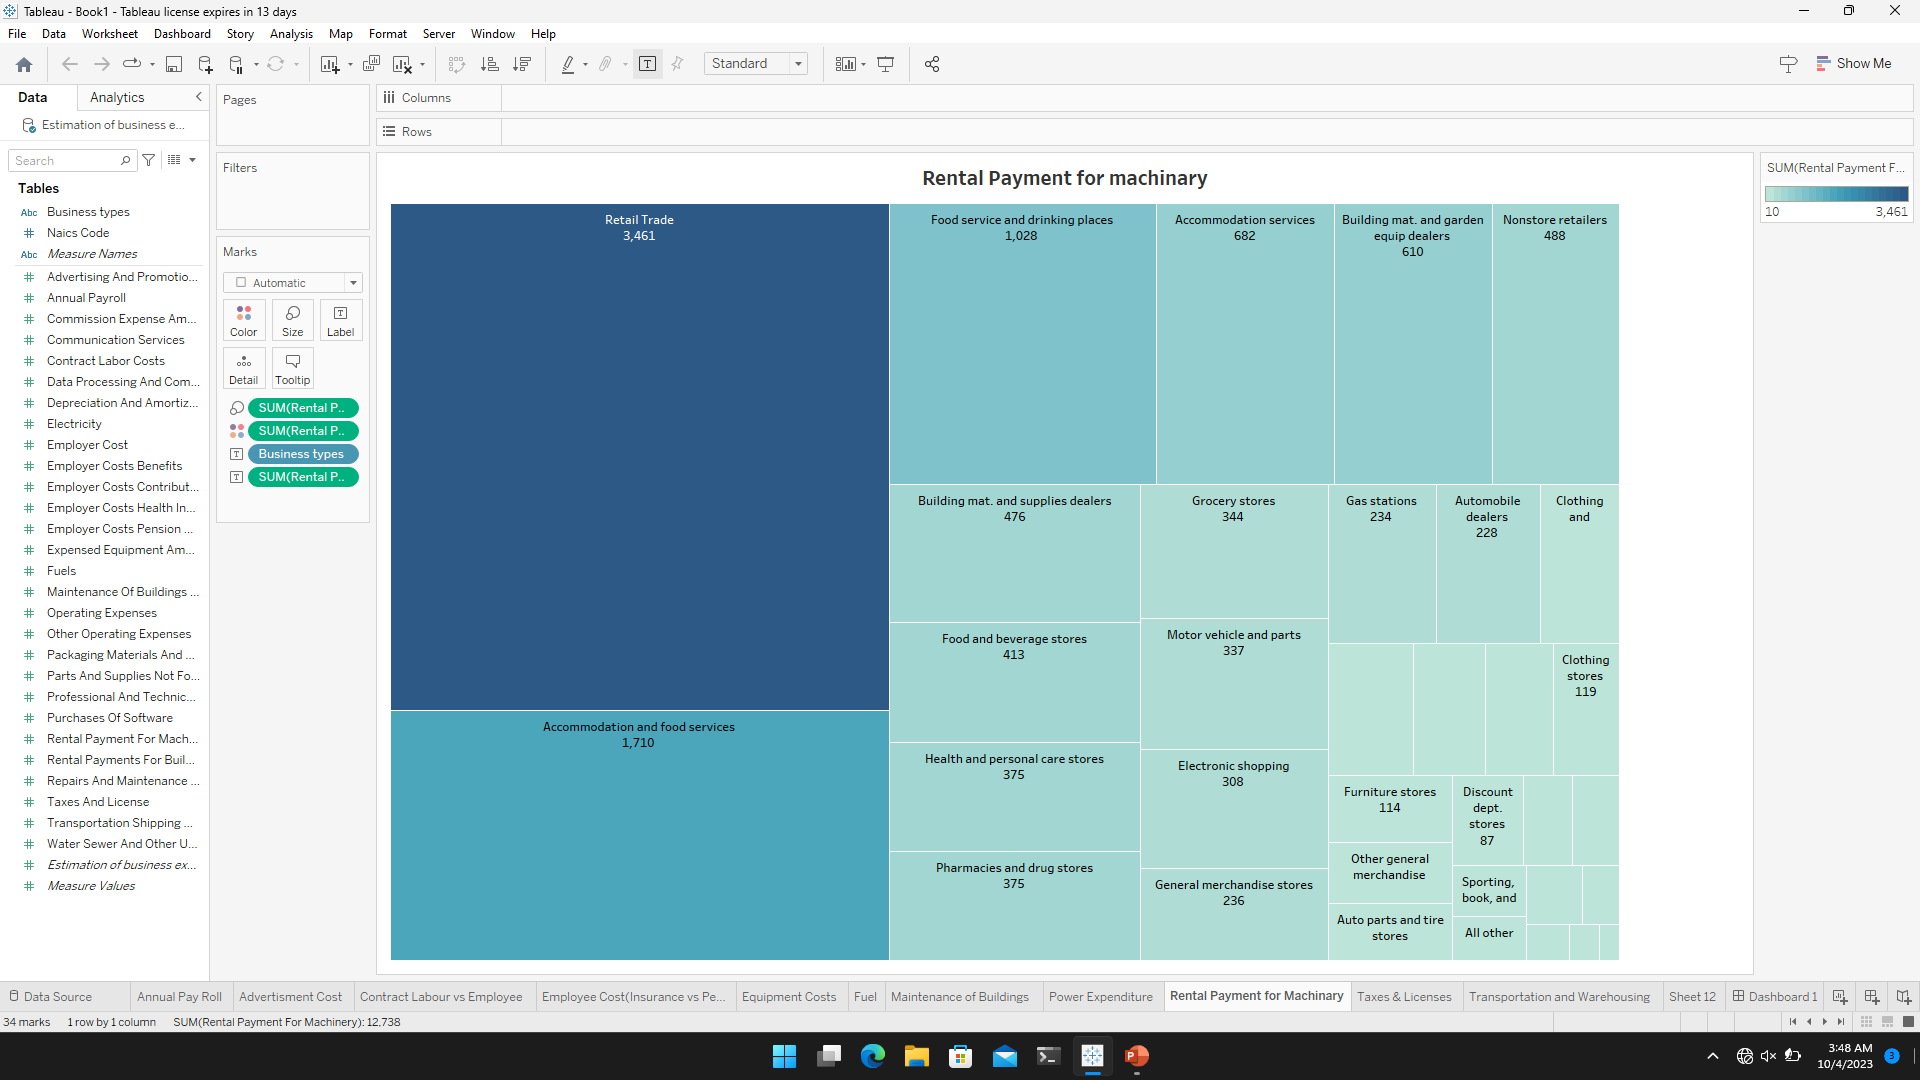 Tableau - Book1 - Tableau license expires in 13 days
File Data Worksheet Dashboard Story Analysis Map Format Server Window Help
Standard
Show Me
Data Analytics
Estimation of business e...
Search
Tables
Abc Business types
Naics Code
Abc Measure Names
Advertising And Promotio...
Annual Payroll
Commission Expense Am...
Communication Services
Contract Labor Costs
Data Processing And Com...
Depreciation And Amortiz...
Electricity
Employer Cost
Employer Costs Benefits
Employer Costs Contribut...
Employer Costs Health In...
Employer Costs Pension ...
Expensed Equipment Am...
Fuels
Maintenance Of Buildings ...
Operating Expenses
Other Operating Expenses
Packaging Materials And ...
Parts And Supplies Not Fo...
Professional And Technic...
Purchases Of Software
Rental Payment For Mach...
Rental Payments For Buil...
Repairs And Maintenance ...
Taxes And License
Transportation Shipping ...
Water Sewer And Other U...
Estimation of business ex...
Measure Values
Pages
Filters
Marks
Automatic
Color Size Label
Detail Tooltip
SUM(Rental P..
SUM(Rental P..
Business types
SUM(Rental P..
Columns
Rows
Rental Payment for machinary
Retail Trade
3,461
Accommodation and food services
1,710
Food service and drinking places
1,028
Accommodation services
682
Building mat. and garden
equip dealers
610
Nonstore retailers
488
Building mat. and supplies dealers
476
Food and beverage stores
413
Health and personal care stores
375
Pharmacies and drug stores
375
Grocery stores
344
Motor vehicle and parts
337
Electronic shopping
308
General merchandise stores
236
Gas stations
234
Automobile
dealers
228
Clothing
and
Clothing
stores
119
Furniture stores
114
Other general
merchandise
Auto parts and tire
stores
Discount
dept.
stores
87
Sporting,
book, and
All other
SUM(Rental Payment F...
10 3,461
Data Source Annual Pay Roll Advertisment Cost Contract Labour vs Employee Employee Cost(Insurance vs Pe... Equipment Costs Fuel Maintenance of Buildings Power Expenditure Rental Payment for Machinary Taxes & Licenses Transportation and Warehousing Sheet 12 Dashboard 1
34 marks 1 row by 1 column SUM(Rental Payment For Machinery): 12,738
3:48 AM
10/4/2023
3